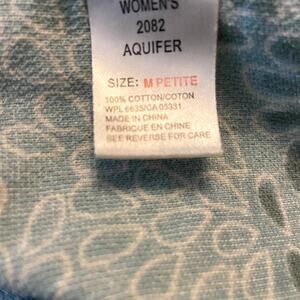 WOMEN'S
2082
AQUIFER
SIZE: M PETITE
100% COTTON/COTON
WPL 6635/CA 05331
MADE IN CHINA
FABRIQUE EN CHINE
SEE REVERSE FOR CARE